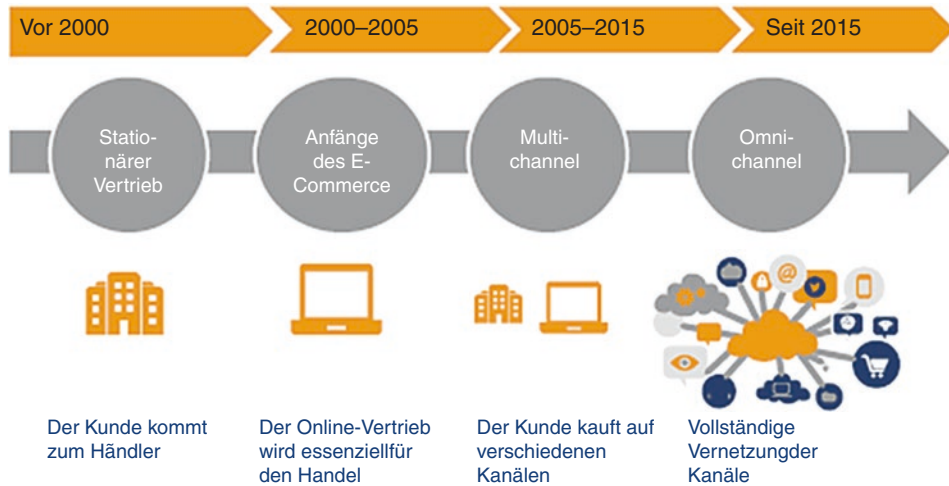 Vor 2000
2000–2005
2005–2015
Seit 2015
Statio-
närer
Vertrieb
Anfänge
des E-
Commerce
Multi-
channel
Omni-
channel
@
Der Kunde kommt
zum Händler
Der Online-Vertrieb
wird essenziellfür
den Handel
Der Kunde kauft auf
verschiedenen
Kanälen
Vollständige
Vernetzungder
Kanäle